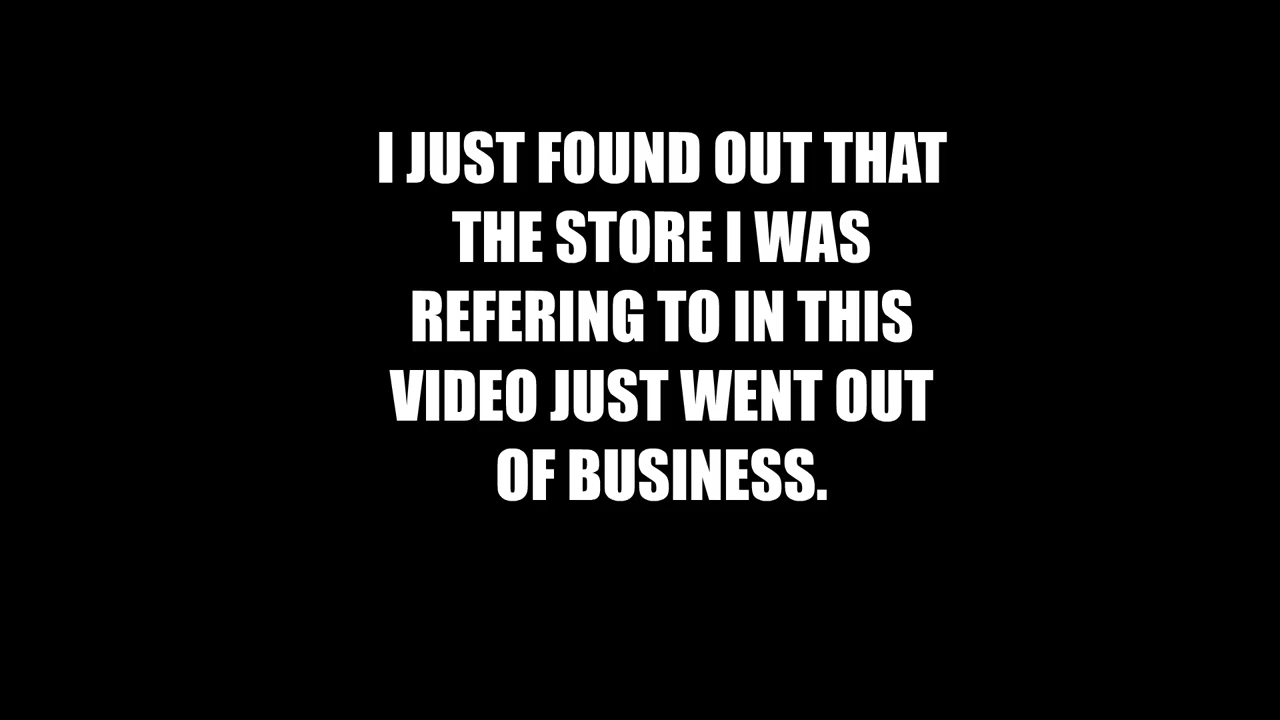 I JUST FOUND OUT THAT
THE STORE I WAS
REFERING TO IN THIS
VIDEO JUST WENT OUT
OF BUSINESS.